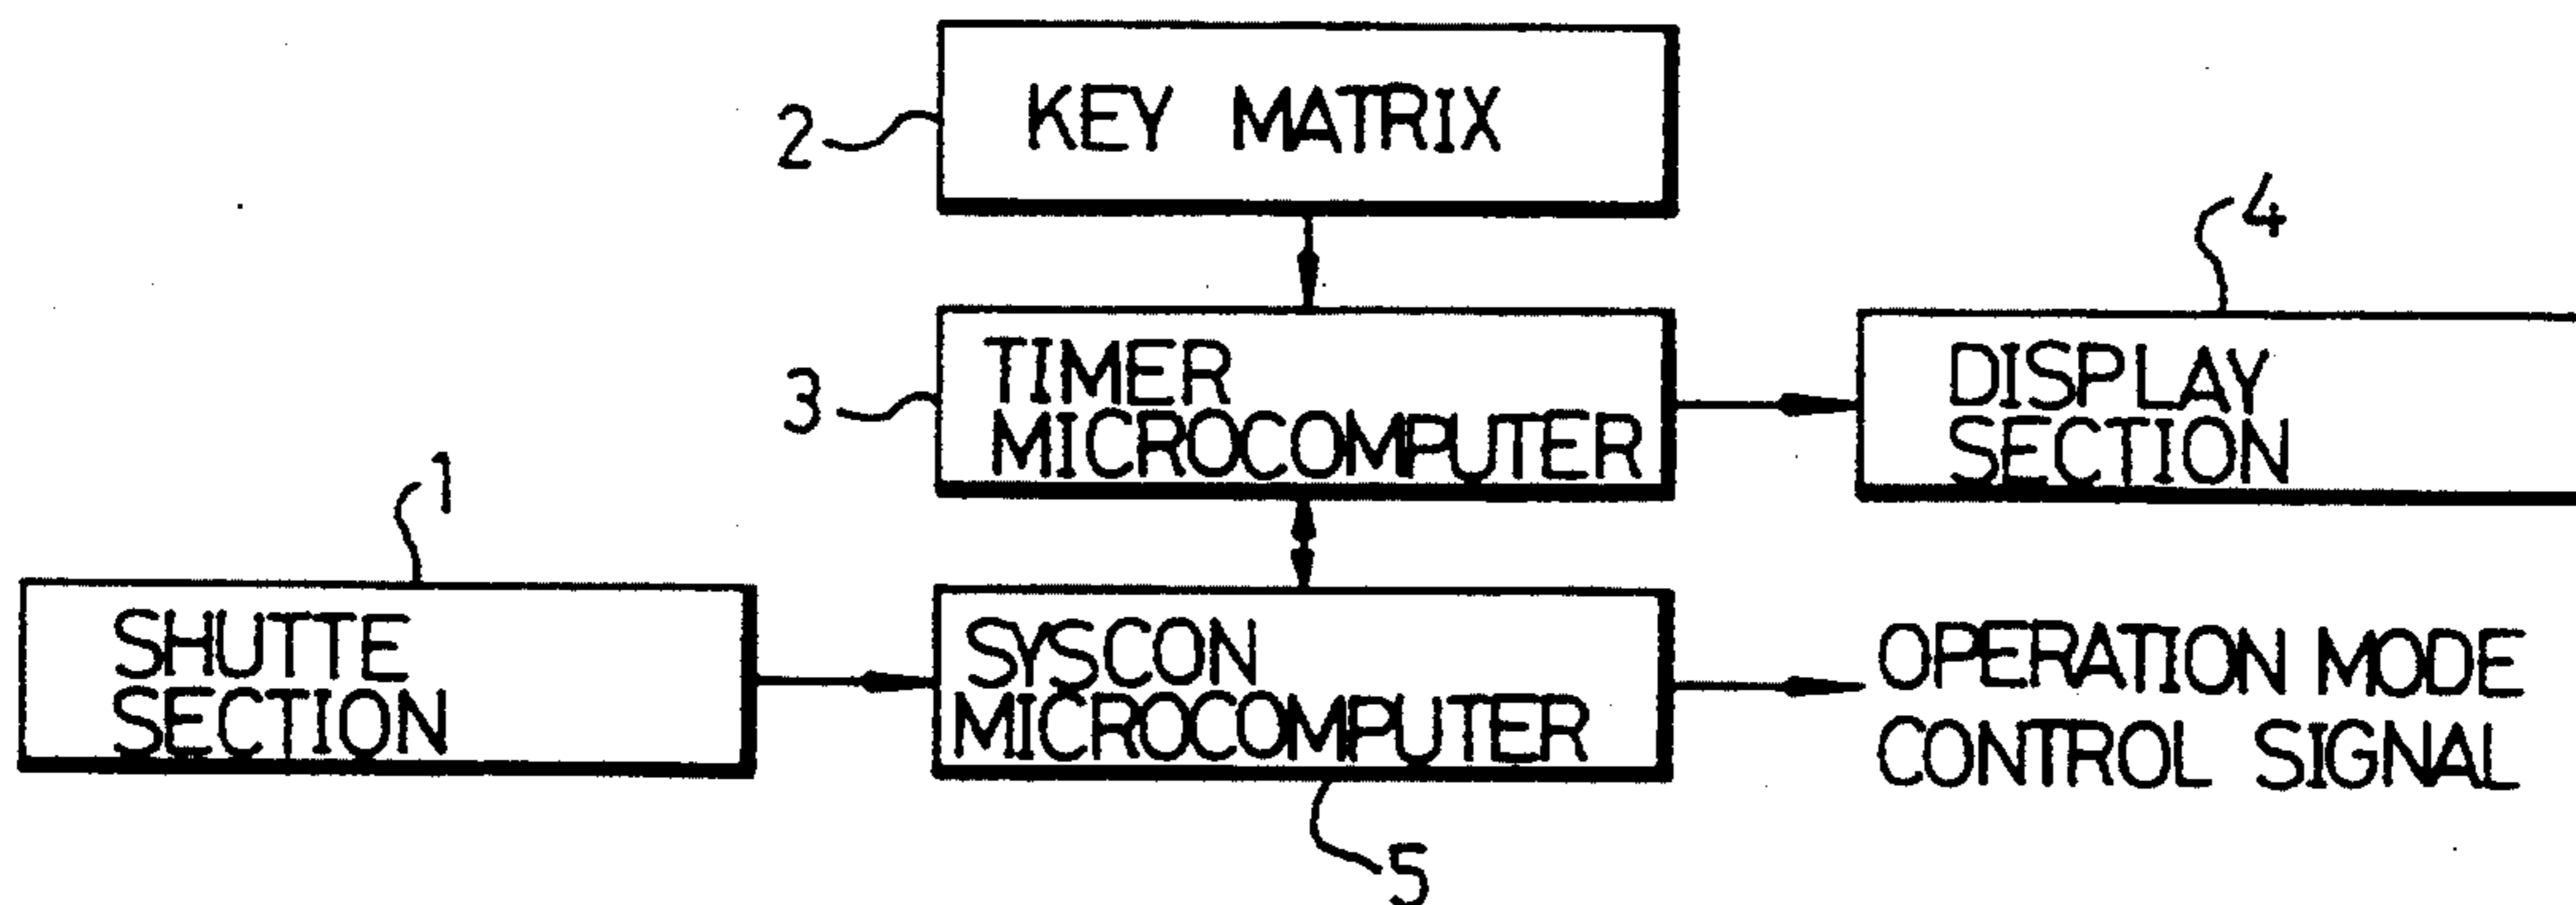 KEY MATRIX
2
4
TIMER
MICROCOMPUTER
3
DISPLAY
SECTION
1
SHUTTE
SECTION
SYSCON
MICROCOMPUTER
OPERATION MODE
CONTROL SIGNAL
5